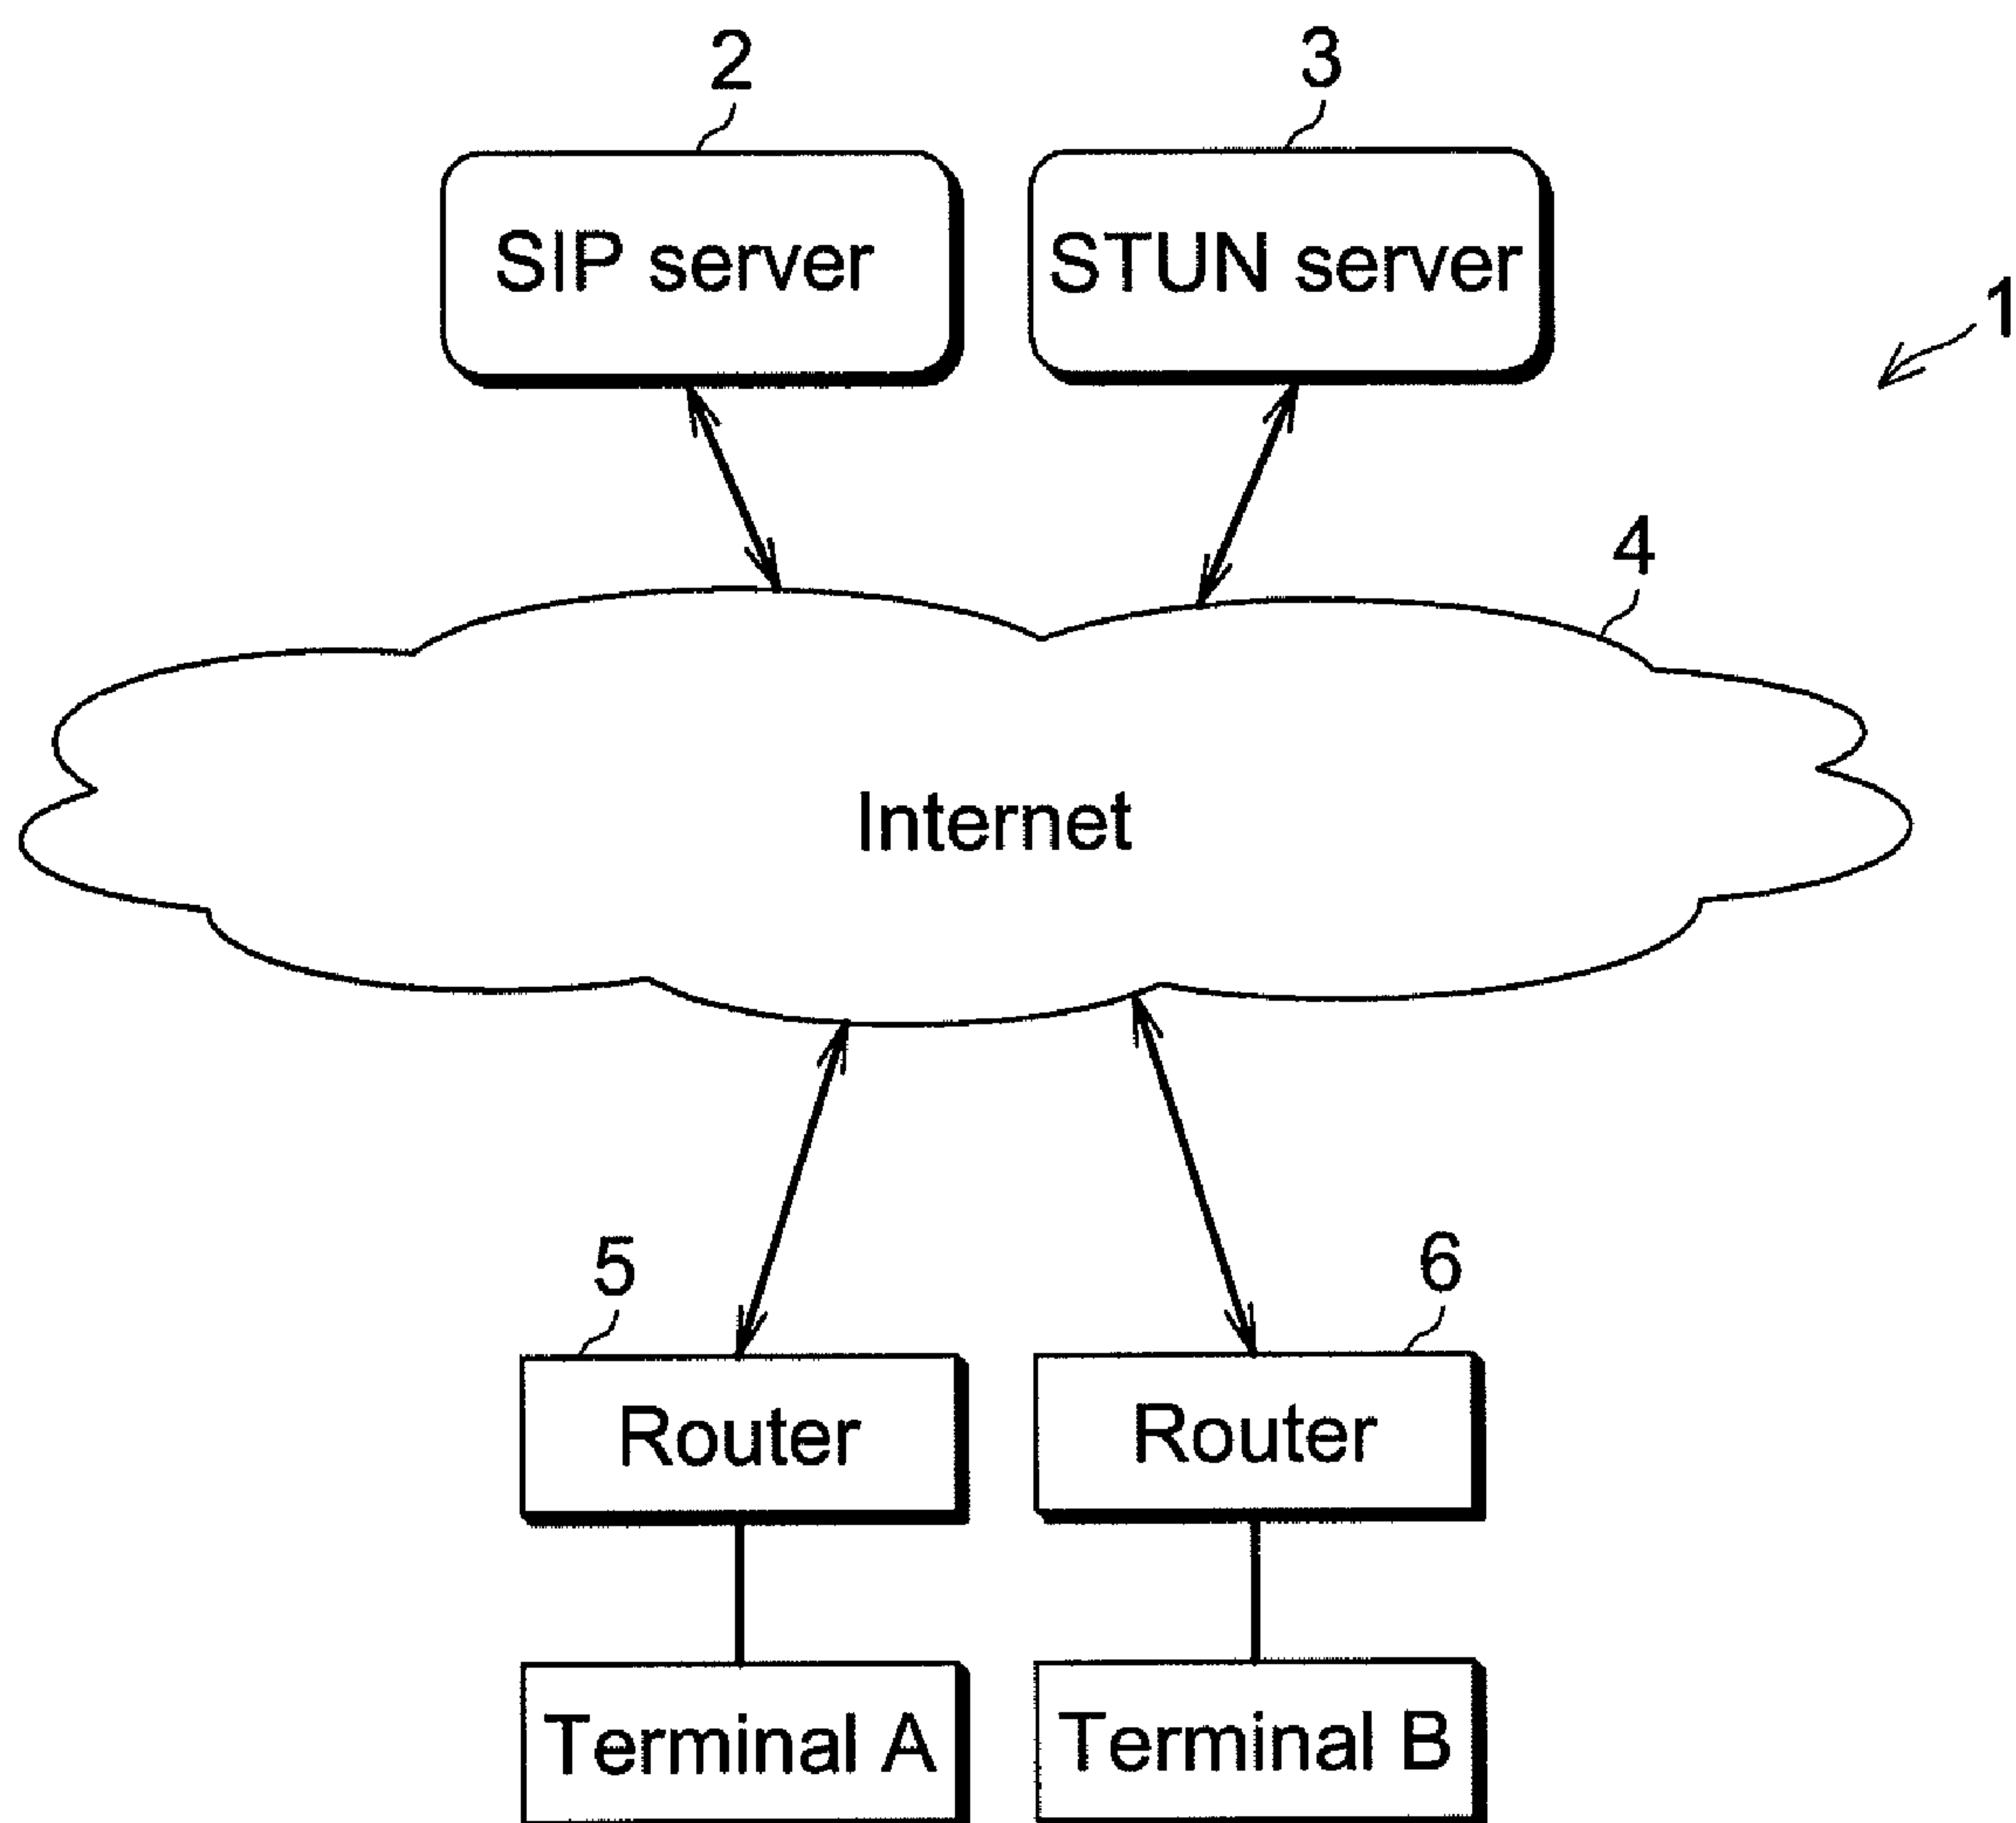 2
3
SIP server
STUN server
1
4
Internet
5
6
Router
Router
Terminal A
Terminal B